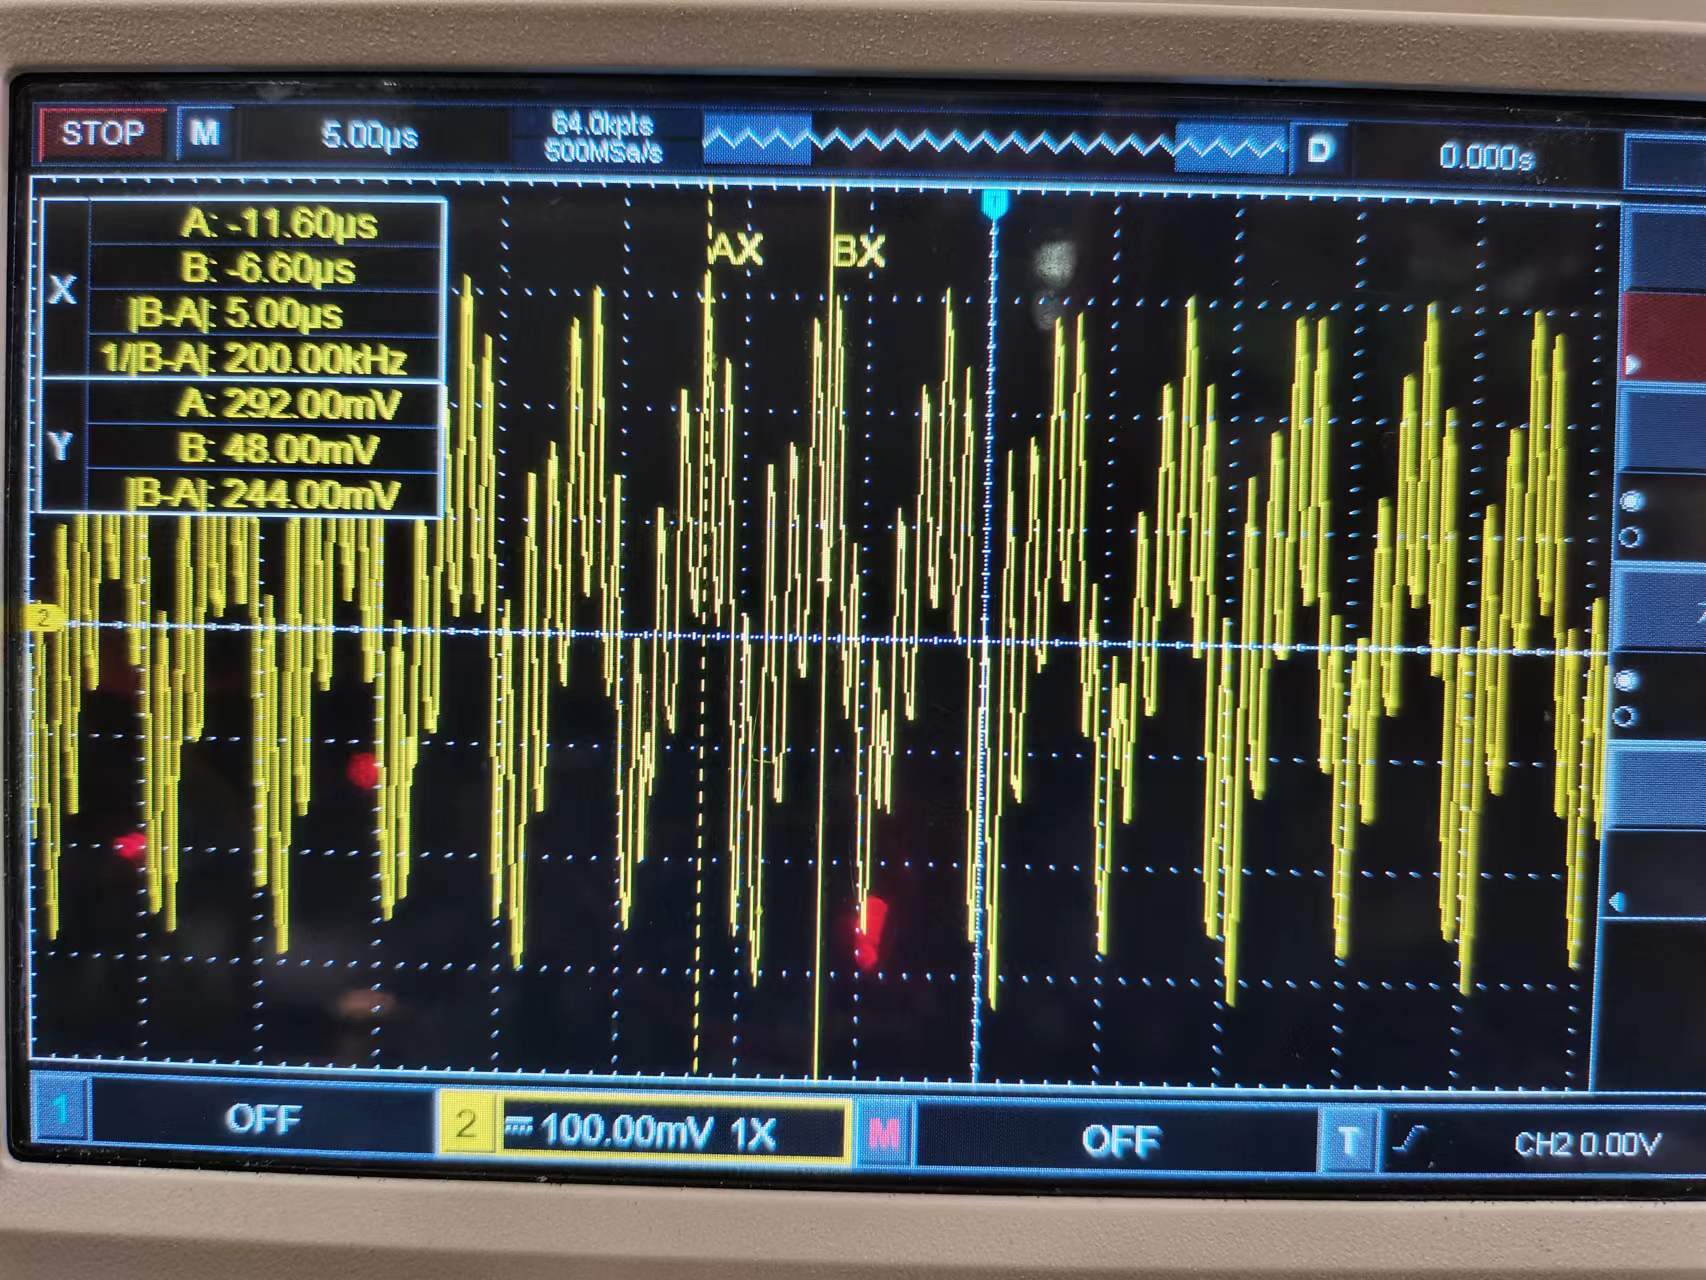 STOP M 5.00µs 64.0kpts D 0.000s
500MSa/s
X
A: -11.60µs
B: -6.60µs
|B-A|: 5.00µs
1/|B-A|: 200.00kHz
Y
A: 292.00mV
B: 48.00mV
|B-A|: 244.00mV
AX BX
2
1 OFF 2 100.00mV 1X M OFF T CH2 0.00V